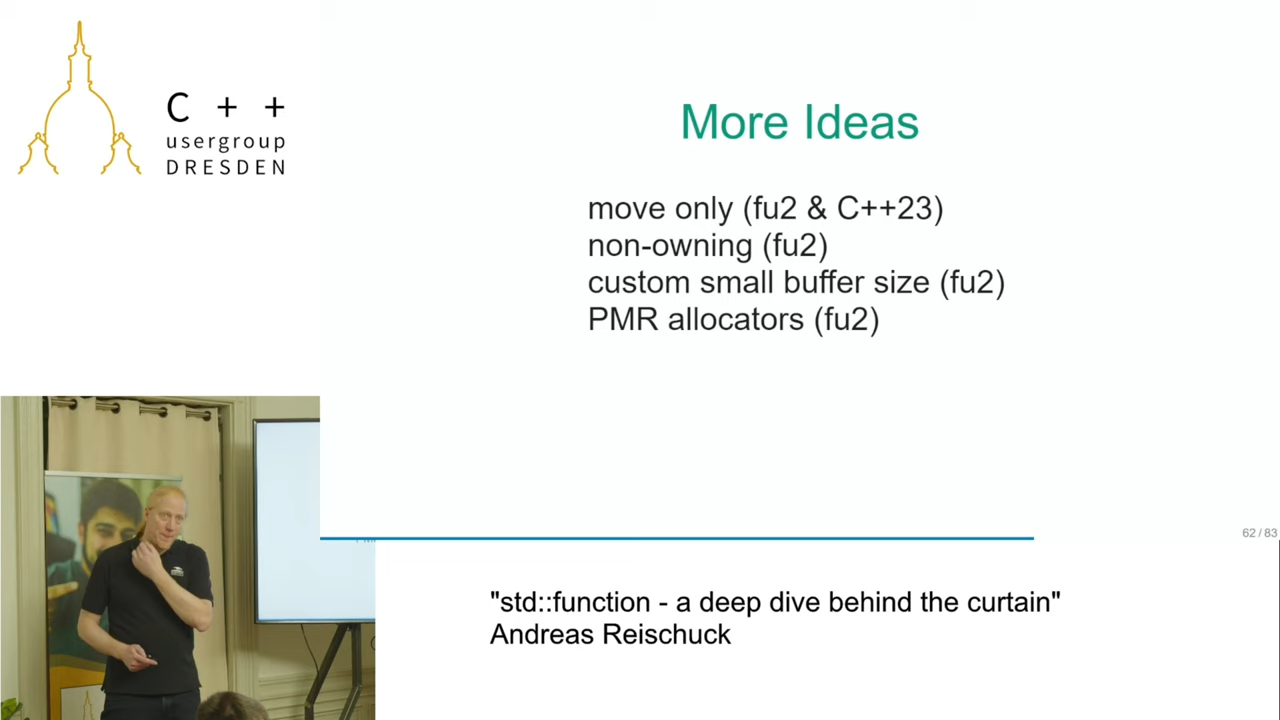 C + +
usergroup
DRESDEN
More Ideas
move only (fu2 & C++23)
non-owning (fu2)
custom small buffer size (fu2)
PMR allocators (fu2)
62 / 83
"std::function - a deep dive behind the curtain"
Andreas Reischuck